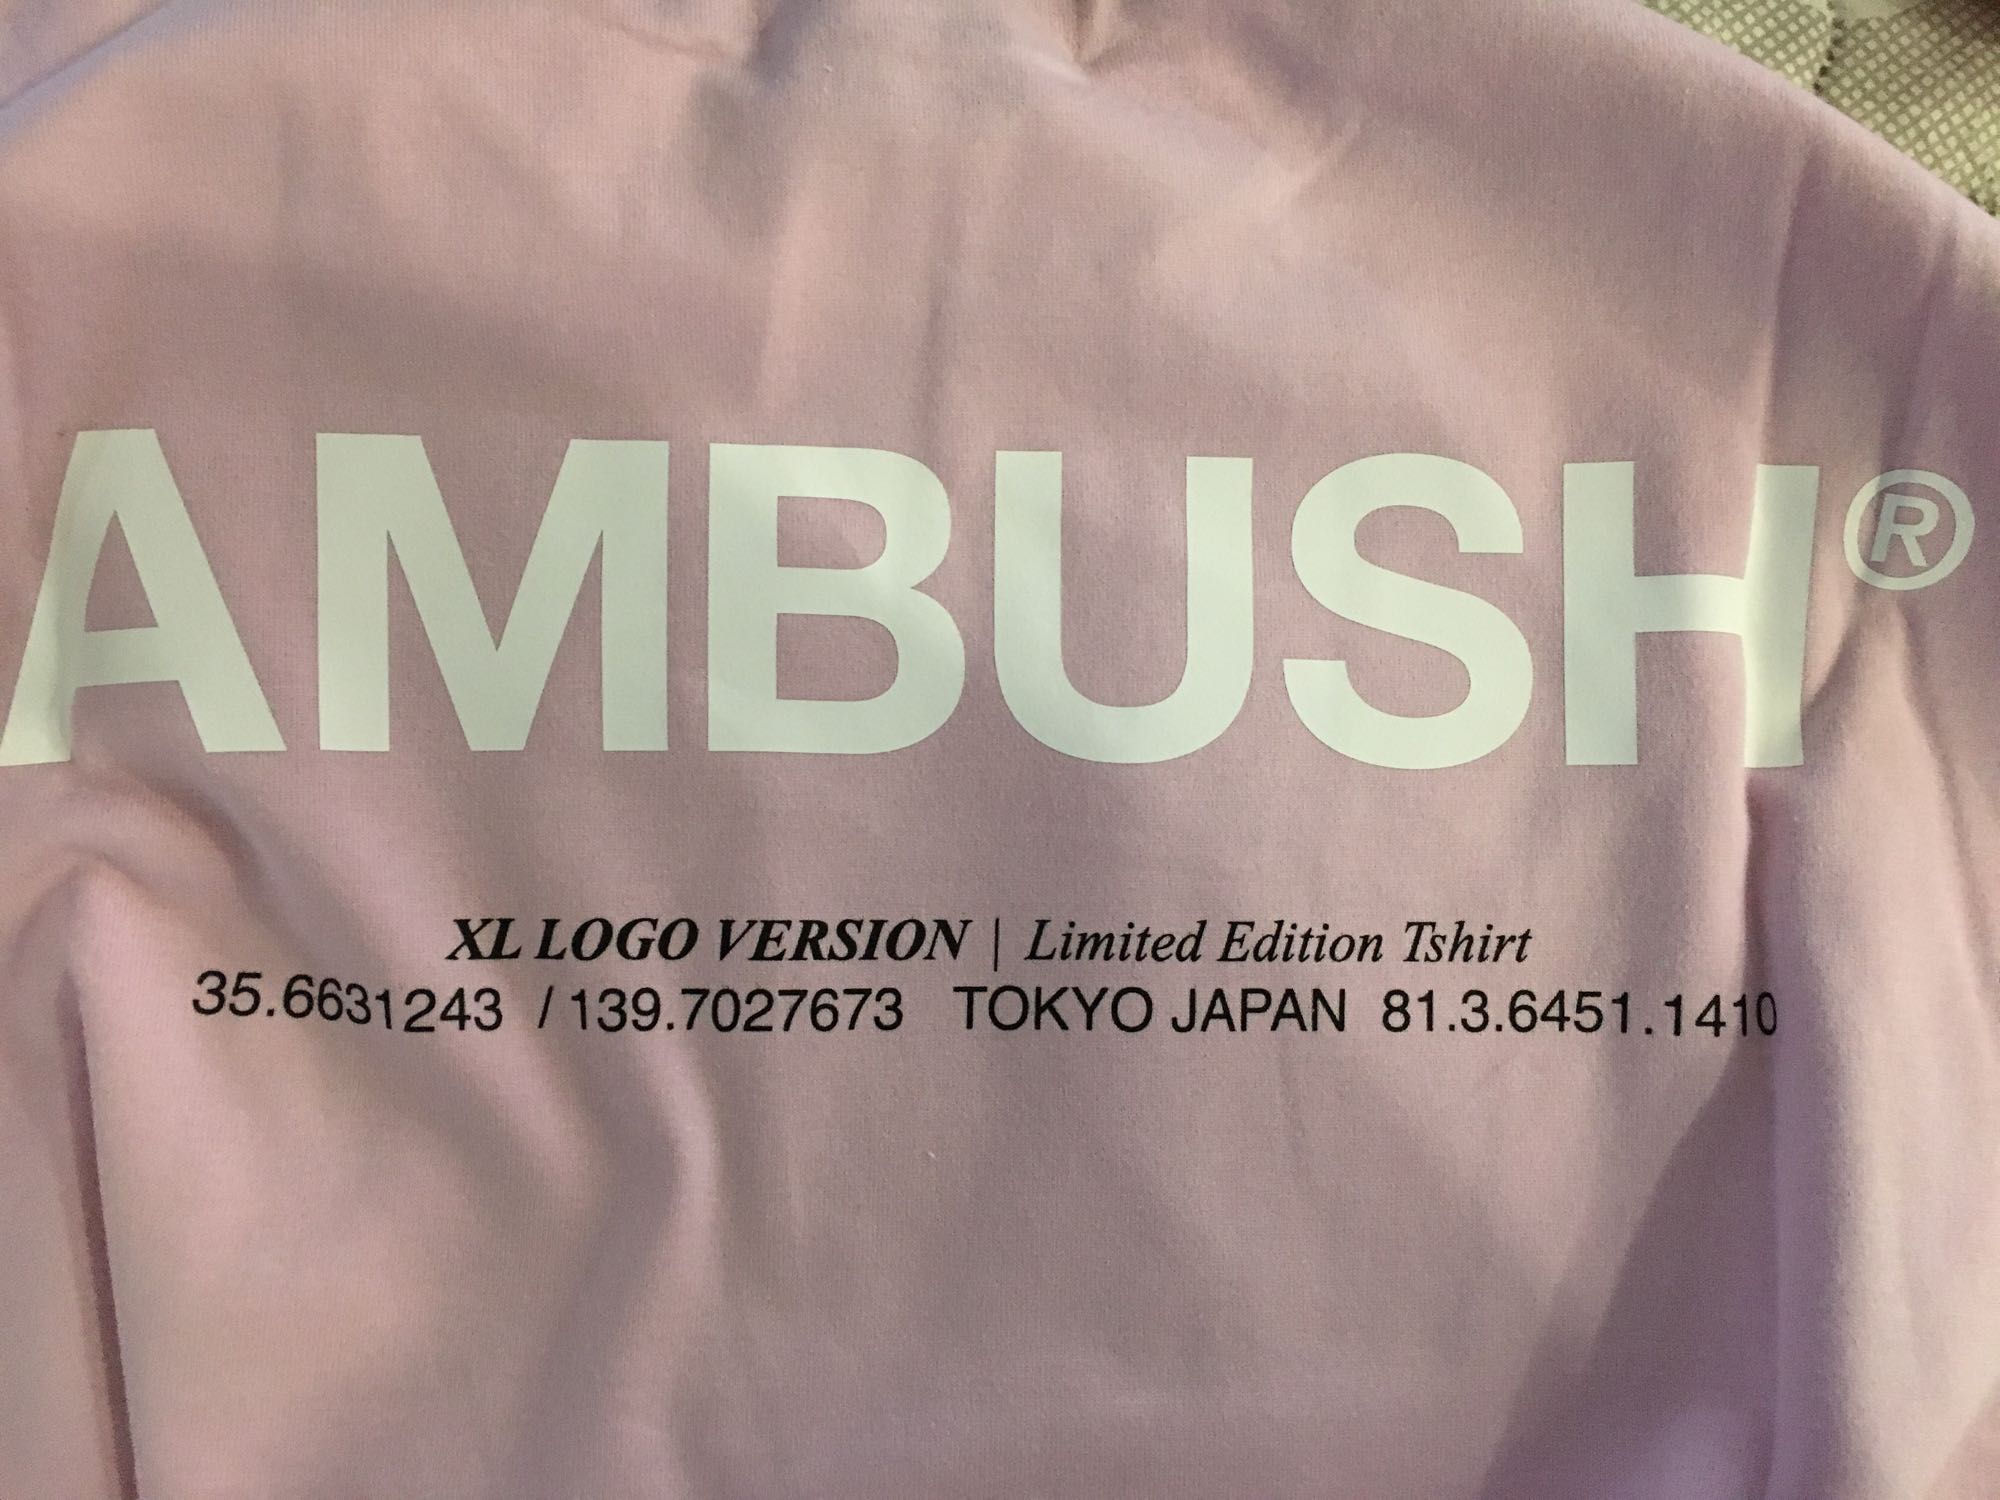 AMBUSH®
XL LOGO VERSION | Limited Edition Tshirt
35.6631243 / 139.7027673 TOKYO JAPAN 81.3.6451.1410